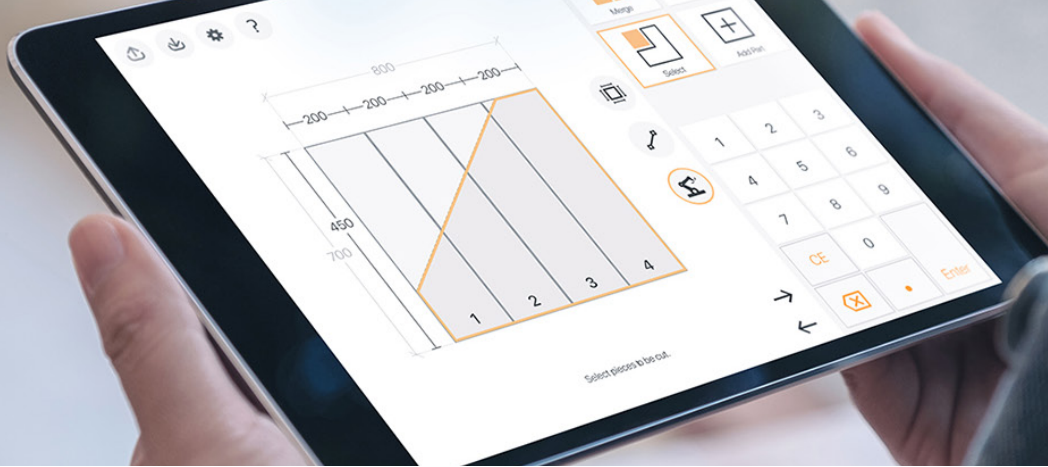 ?
Merge
800
Select
Add Part
200 200 200 200
1 2 3
450
4 5 6
700
7 8 9
1 2 3 4
CE 0 Enter
X .
Select pieces to be cut.